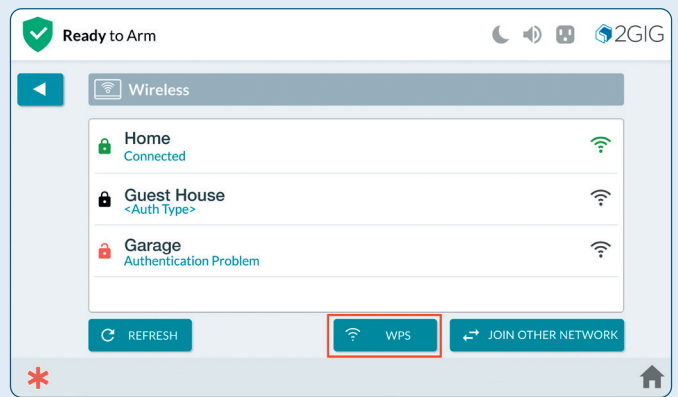 Ready to Arm
2GIG
Wireless
Home
Connected
Guest House
<Auth Type>
Garage
Authentication Problem
REFRESH
WPS
JOIN OTHER NETWORK